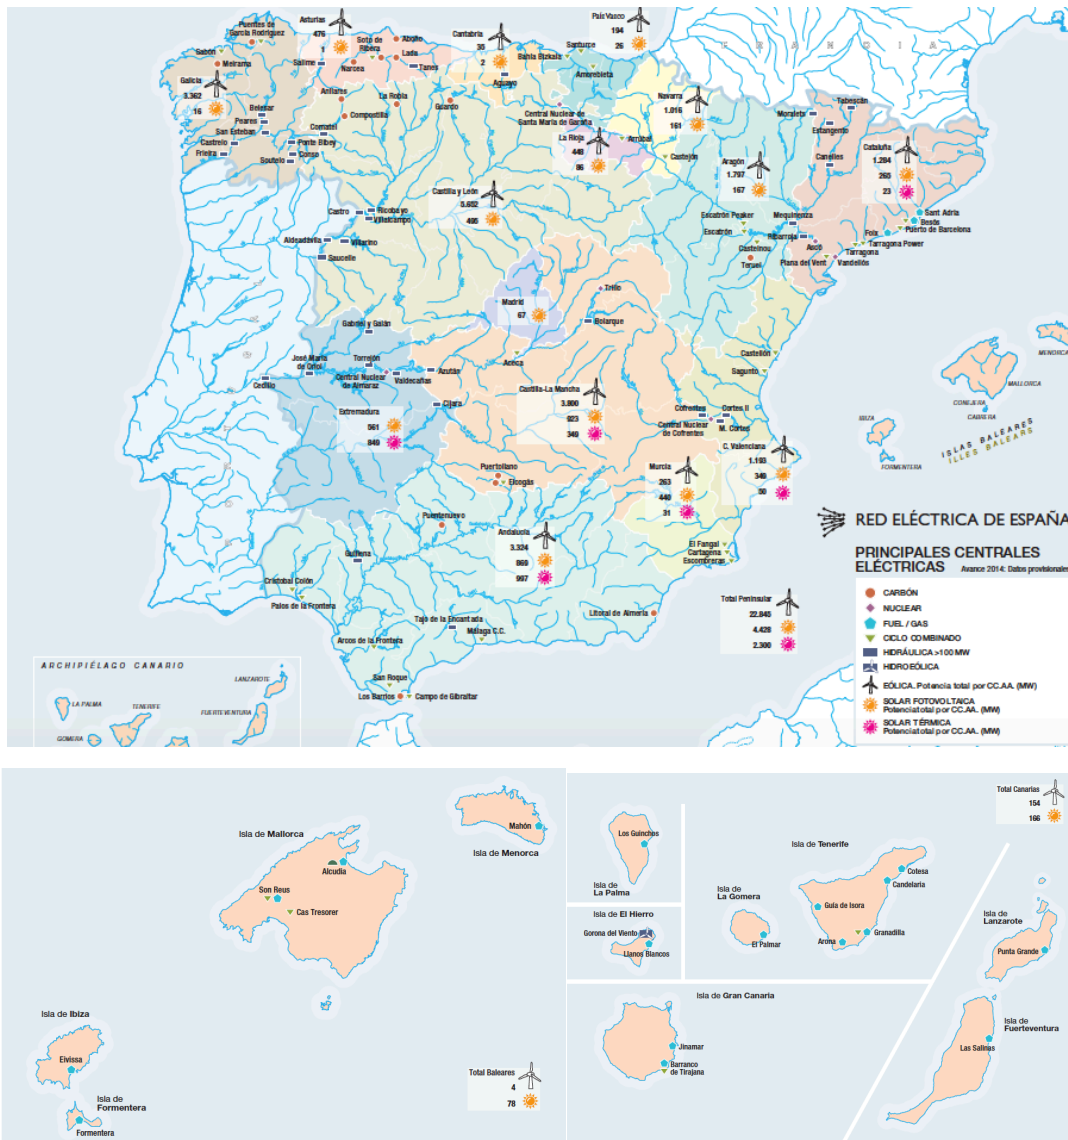 Asturias
476
1
Cantabria
35
2
País Vasco
194
26
FRANCIA
Puentes de
García Rodríguez
Sabón
Meirama
Galicia
3.362
16
Soto de
Ribera
Aboño
Lada
Salime
Narcea
Tanes
Bahía Bizkaia
Santurce
Amorebieta
Aguayo
Anllares
La Robla
Guardo
Compostilla
Belesar
Peares
San Esteban
Castrelo
Frieira
Cornatel
Ponte Bibey
Conso
Soutelo
Central Nuclear de
Santa María de Garoña
Navarra
1.016
161
La Rioja
448
86
Arrúbal
Castejón
Moralets
Tabescán
Estangento
Canelles
Aragón
1.797
167
Cataluña
1.284
265
23
Castilla y León
5.652
495
Castro
Ricobayo
Villalcampo
Aldeadávila
Villarino
Saucelle
Escatrón Peaker
Escatrón
Mequinenza
Ribarroja
Castelnou
Teruel
Ascó
Plana del Vent
Vandellós
Tarragona
Tarragona Power
Foix
Sant Adriá
Besós
Puerto de Barcelona
Madrid
67
Trillo
Bolarque
Aceca
Gabriel y Galán
José María
de Oriol
Torrejón
Cedillo
Central Nuclear
de Almaraz
Valdecañas
Azután
Cíjara
Extremadura
561
849
Castilla-La Mancha
3.800
923
349
Castellón
Sagunto
Cofrentes
Cortes II
Central Nuclear
de Cofrentes
M. Cortes
C. Valenciana
1.193
349
50
Murcia
263
440
31
Puertollano
Elcogás
Puentenuevo
Andalucía
3.324
869
997
Guillena
Cristobal Colón
Palos de la Frontera
El Fangal
Cartagena
Escombreras
Litoral de Almería
Tajo de la Encantada
Málaga C.C.
Arcos de la Frontera
San Roque
Los Barrios
Campo de Gibraltar
Total Peninsular
22.845
4.428
2.300
MENORCA
MALLORCA
CONEJERA
CABRERA
IBIZA
FORMENTERA
ISLAS BALEARES
ILLES BALEARS
RED ELÉCTRICA DE ESPAÑA
PRINCIPALES CENTRALES
ELÉCTRICAS Avance 2014: Datos provisionales
CARBÓN
NUCLEAR
FUEL / GAS
CICLO COMBINADO
HIDRÁULICA >100 MW
HIDROEÓLICA
EÓLICA. Potencia total por CC.AA. (MW)
SOLAR FOTOVOLTAICA
Potencia total por CC.AA. (MW)
SOLAR TÉRMICA
Potencia total por CC.AA. (MW)
ARCHIPIÉLAGO CANARIO
LANZAROTE
LA PALMA
TENERIFE
FUERTEVENTURA
GOMERA
Isla de Mallorca
Mahón
Isla de Menorca
Alcudia
Son Reus
Cas Tresorer
Isla de Ibiza
Eivissa
Isla de
Formentera
Formentera
Total Baleares
4
78
Total Canarias
154
166
Los Guinchos
Isla de
La Palma
Isla de Tenerife
Cotesa
Candelaria
Guia de Isora
Granadilla
Arona
Isla de
La Gomera
El Palmar
Isla de El Hierro
Gorona del Viento
Llanos Blancos
Isla de
Lanzarote
Punta Grande
Isla de Gran Canaria
Jinamar
Barranco
de Tirajana
Isla de
Fuerteventura
Las Salinas